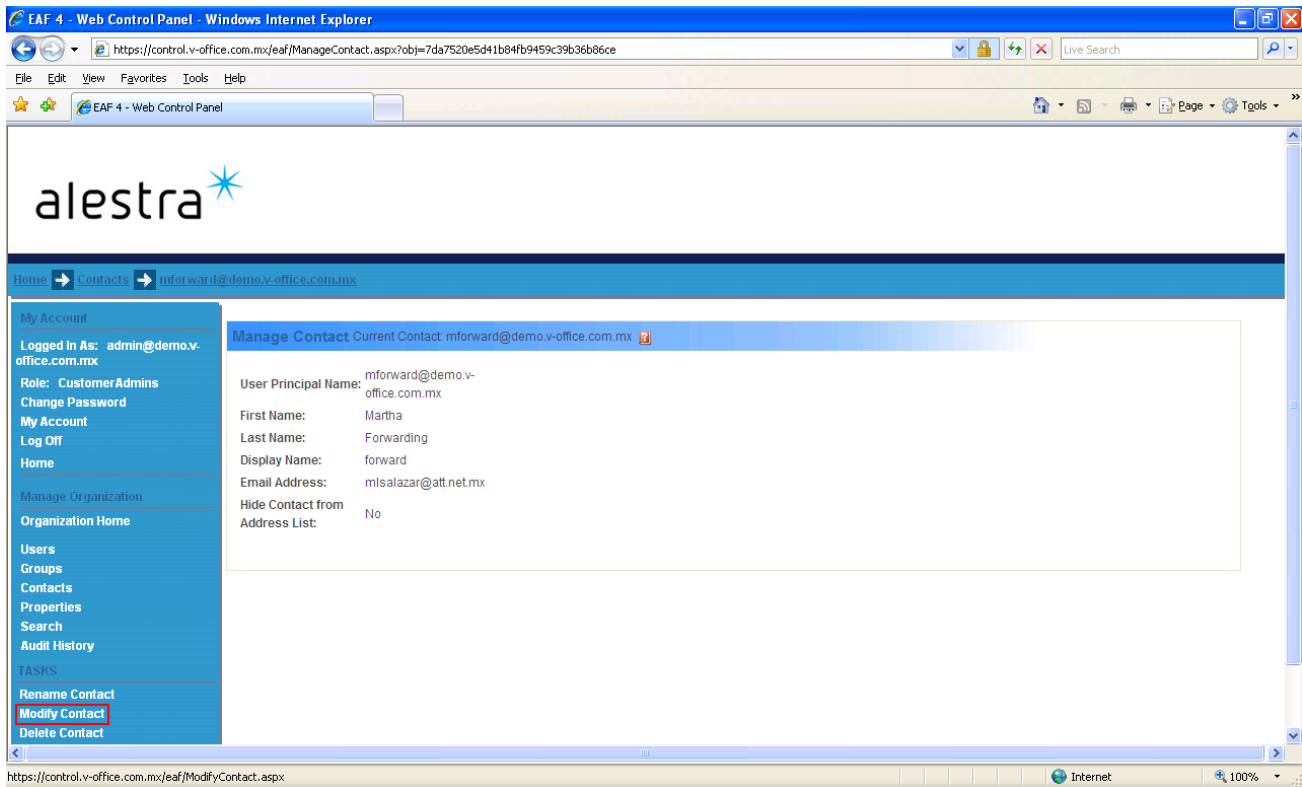 EAF 4 - Web Control Panel - Windows Internet Explorer
https://control.v-office.com.mx/eaf/ManageContact.aspx?obj=7da7520e5d41b84fb9459c39b36b86ce
Live Search
File Edit View Favorites Tools Help
EAF 4 - Web Control Panel
Page Tools
alestra
Home Contacts mforward@demo.v-office.com.mx
My Account
Logged In As: admin@demo.v-
office.com.mx
Role: CustomerAdmins
Change Password
My Account
Log Off
Home
Manage Organization
Organization Home
Users
Groups
Contacts
Properties
Search
Audit History
TASKS
Rename Contact
Modify Contact
Delete Contact
Manage Contact Current Contact: mforward@demo.v-office.com.mx ?
User Principal Name: mforward@demo.v-
office.com.mx
First Name: Martha
Last Name: Forwarding
Display Name: forward
Email Address: mlsalazar@att.net.mx
Hide Contact from
Address List: No
https://control.v-office.com.mx/eaf/ModifyContact.aspx
Internet
100%